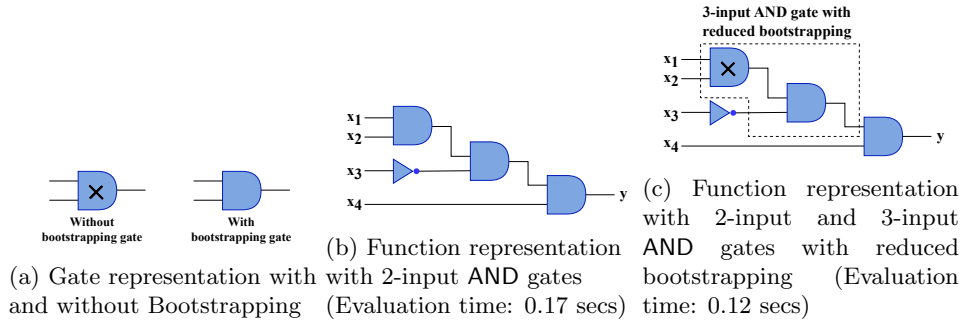 Without
bootstrapping gate
With
bootstrapping gate
(a) Gate representation with
and without Bootstrapping
x1
x2
x3
x4
y
(b) Function representation
with 2-input AND gates
(Evaluation time: 0.17 secs)
3-input AND gate with
reduced bootstrapping
x1
x2
x3
x4
y
(c) Function representation
with 2-input and 3-input
AND gates with reduced
bootstrapping (Evaluation
time: 0.12 secs)